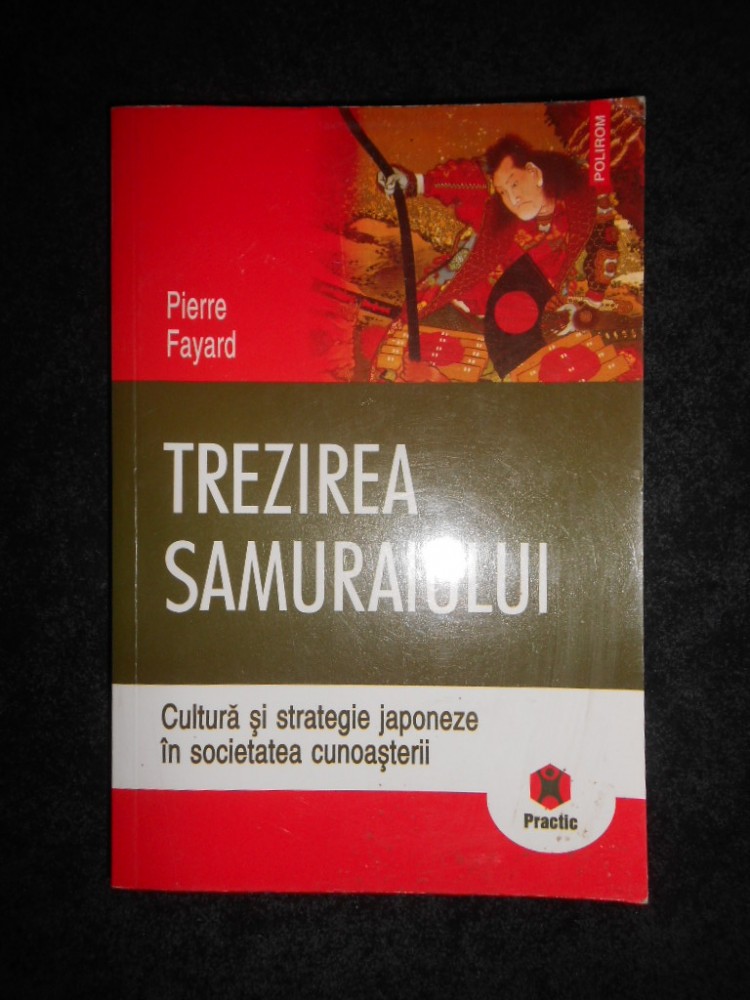 POLIROM
Pierre
Fayard
TREZIREA
SAMURAIULUI
Cultură şi strategie japoneze
în societatea cunoaşterii
Practic